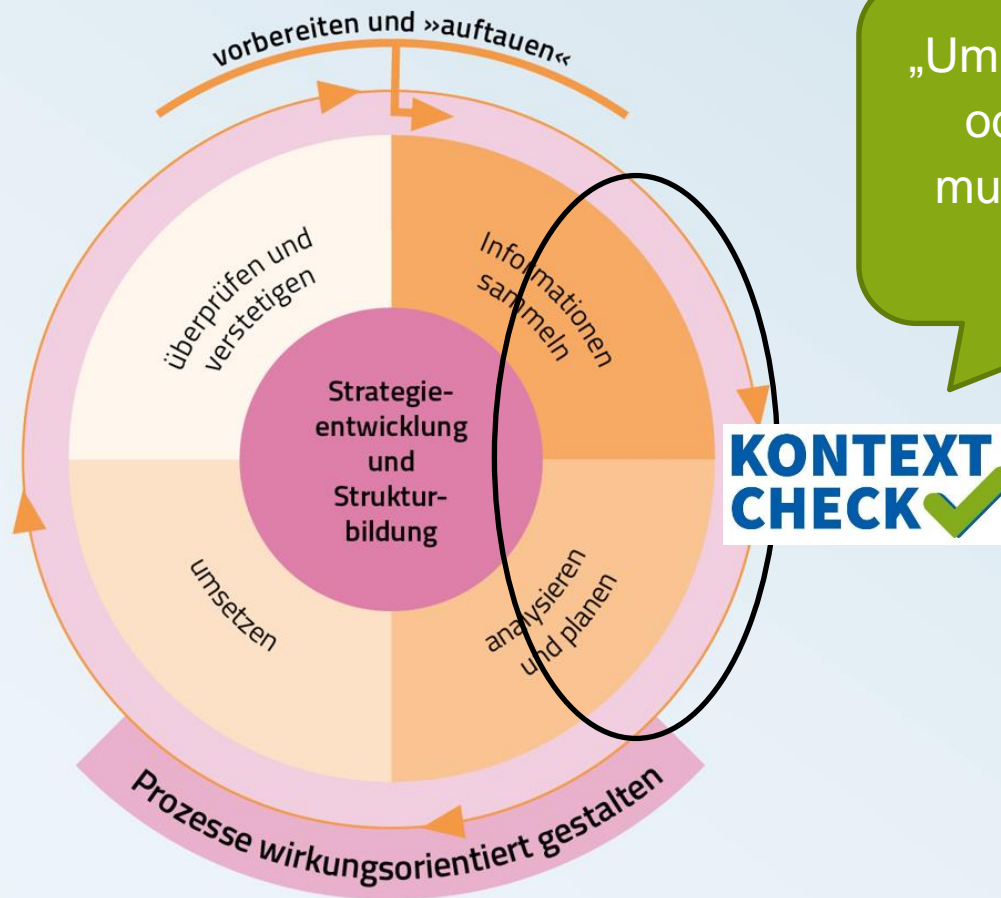 vorbereiten und »auftauen«
„Um
mu
Informationen
sammeln
überprüfen und
verstetigen
Strategie-
entwicklung
und
Struktur-
bildung
KONTEXT
CHECK
umsetzen
analysieren
und planen
Prozesse wirkungsorientiert gestalten